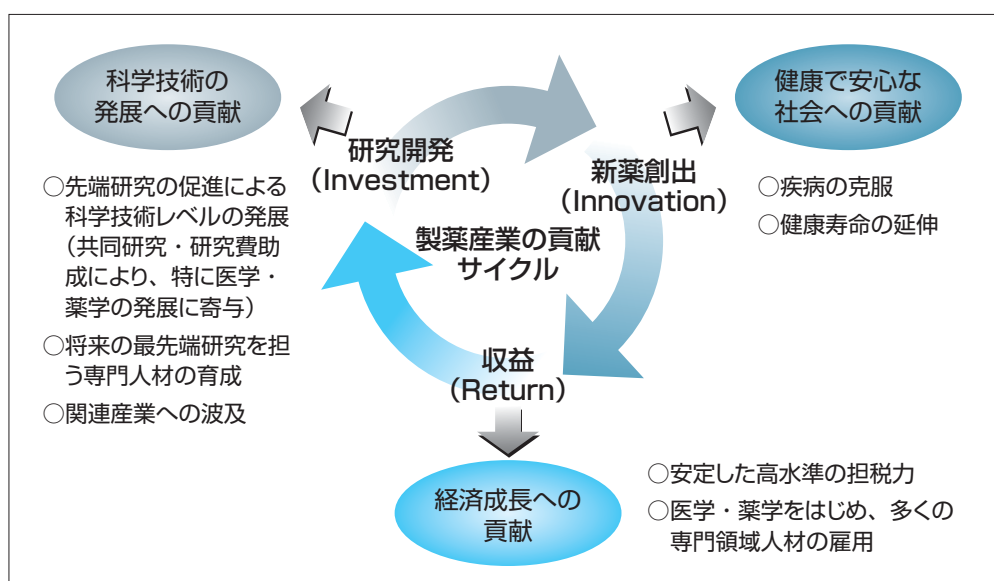 科学技術の
発展への貢献
健康で安心な
社会への貢献
研究開発
（Investment）
新薬創出
（Innovation）
○先端研究の促進による
科学技術レベルの発展
（共同研究・研究費助
成により、特に医学・
薬学の発展に寄与）
○将来の最先端研究を担
う専門人材の育成
○関連産業への波及
○疾病の克服
○健康寿命の延伸
製薬産業の貢献
サイクル
収益
（Return）
経済成長への
貢献
○安定した高水準の担税力
○医学・薬学をはじめ、多くの
専門領域人材の雇用